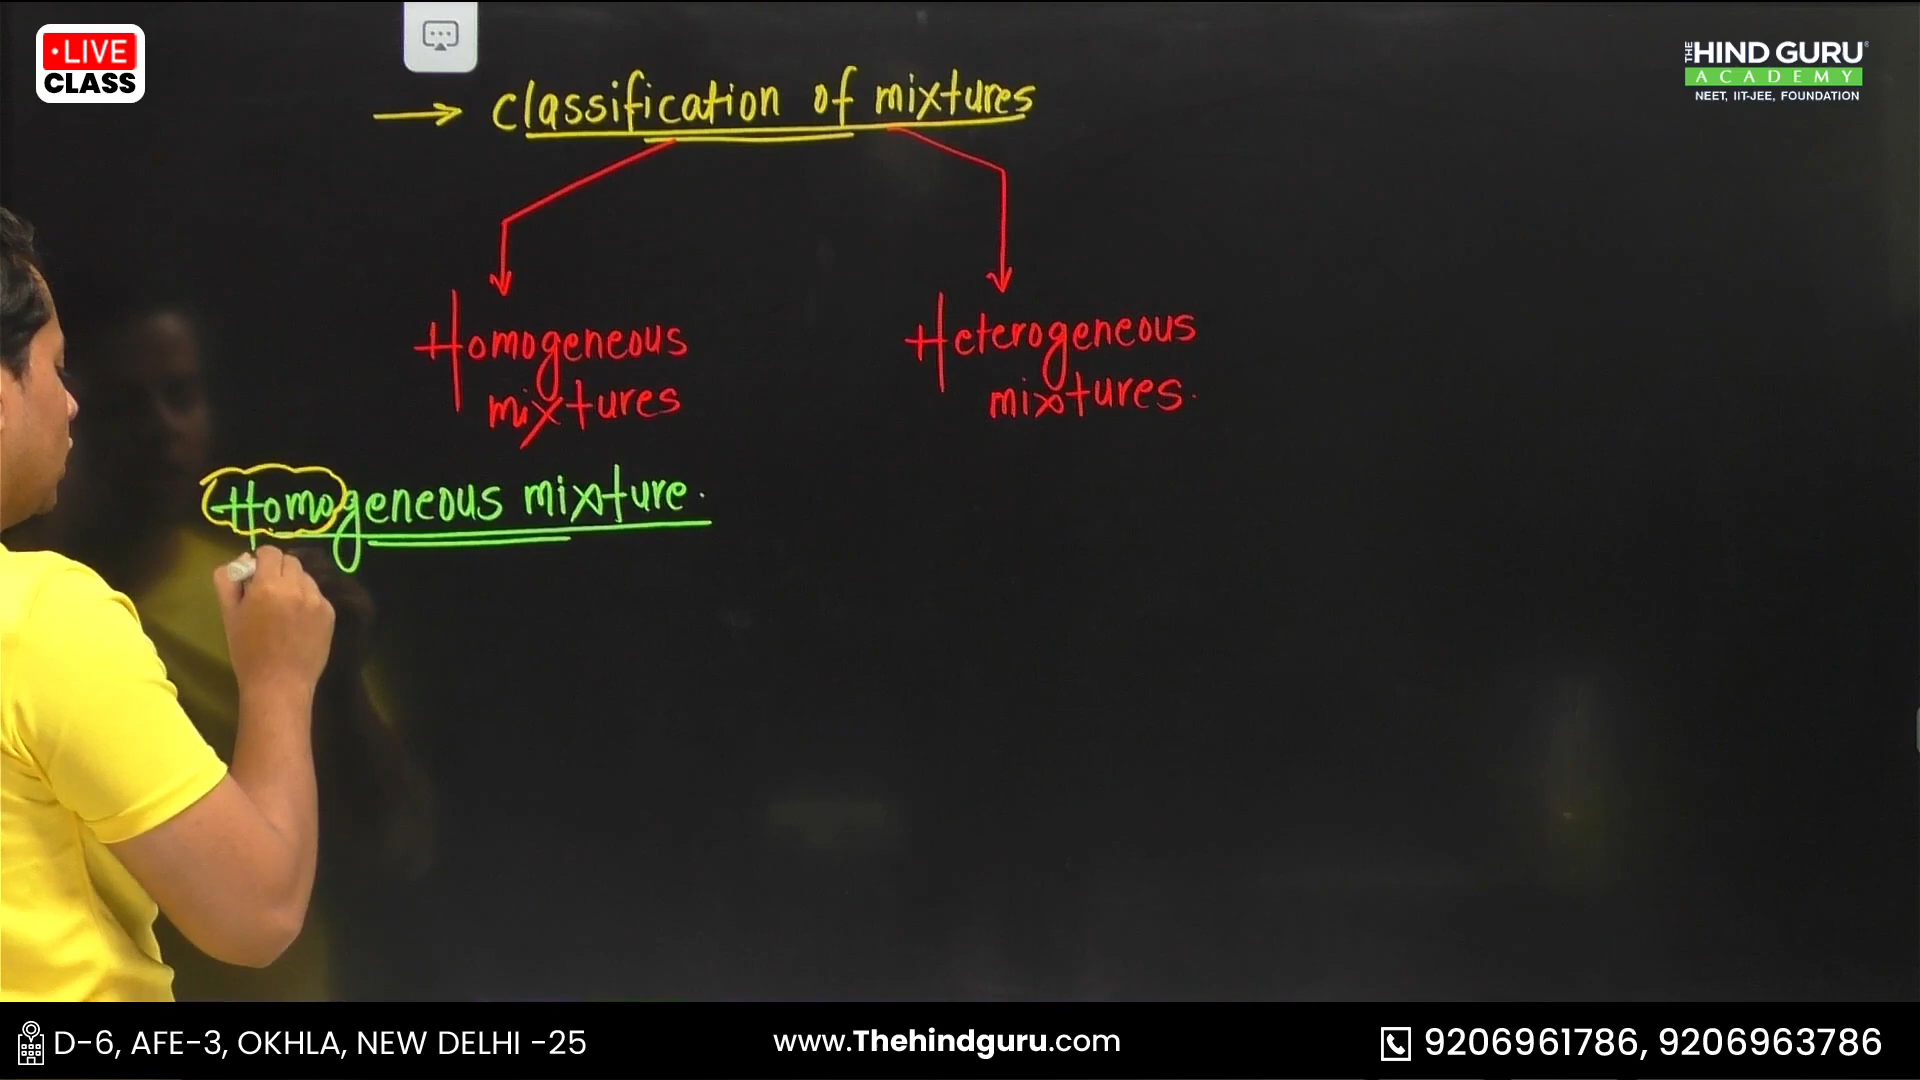 • LIVE
CLASS
THE HIND GURU
ACADEMY
NEET, IIT-JEE, FOUNDATION
→ classification of mixtures
Homogeneous
mixtures
Heterogeneous
mixtures.
Homogeneous mixture.
D-6, AFE-3, OKHLA, NEW DELHI -25
www.Thehindguru.com
9206961786, 9206963786